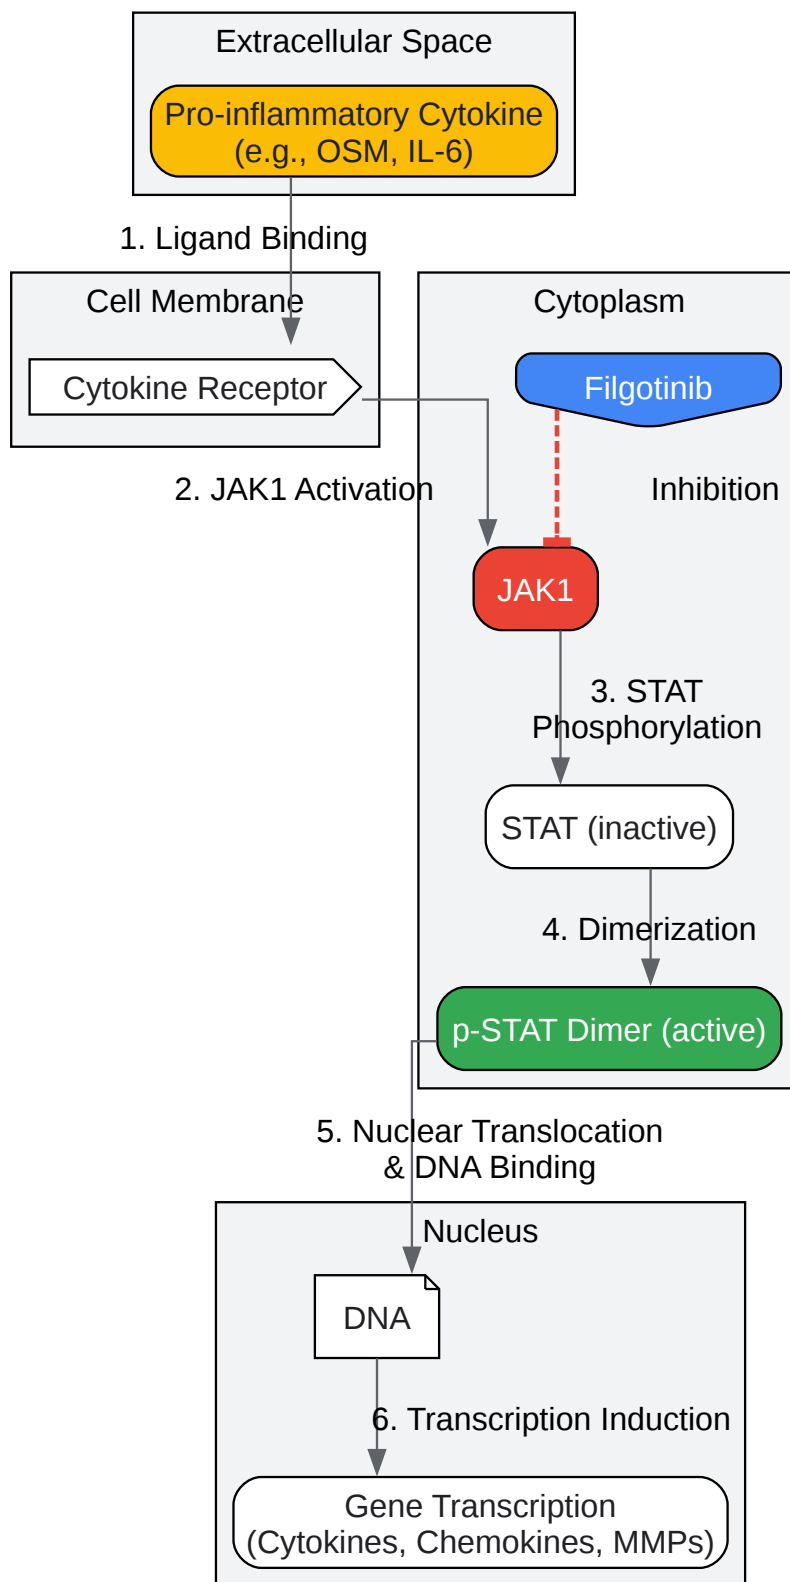 Extracellular Space
Pro-inflammatory Cytokine
(e.g., OSM, IL-6)
1. Ligand Binding
Cell Membrane
Cytoplasm
Cytokine Receptor
Filgotinib
2. JAK1 Activation
Inhibition
JAK1
3. STAT
Phosphorylation
STAT (inactive)
4. Dimerization
p-STAT Dimer (active)
5. Nuclear Translocation
& DNA Binding
Nucleus
DNA
6. Transcription Induction
Gene Transcription
(Cytokines, Chemokines, MMPs)